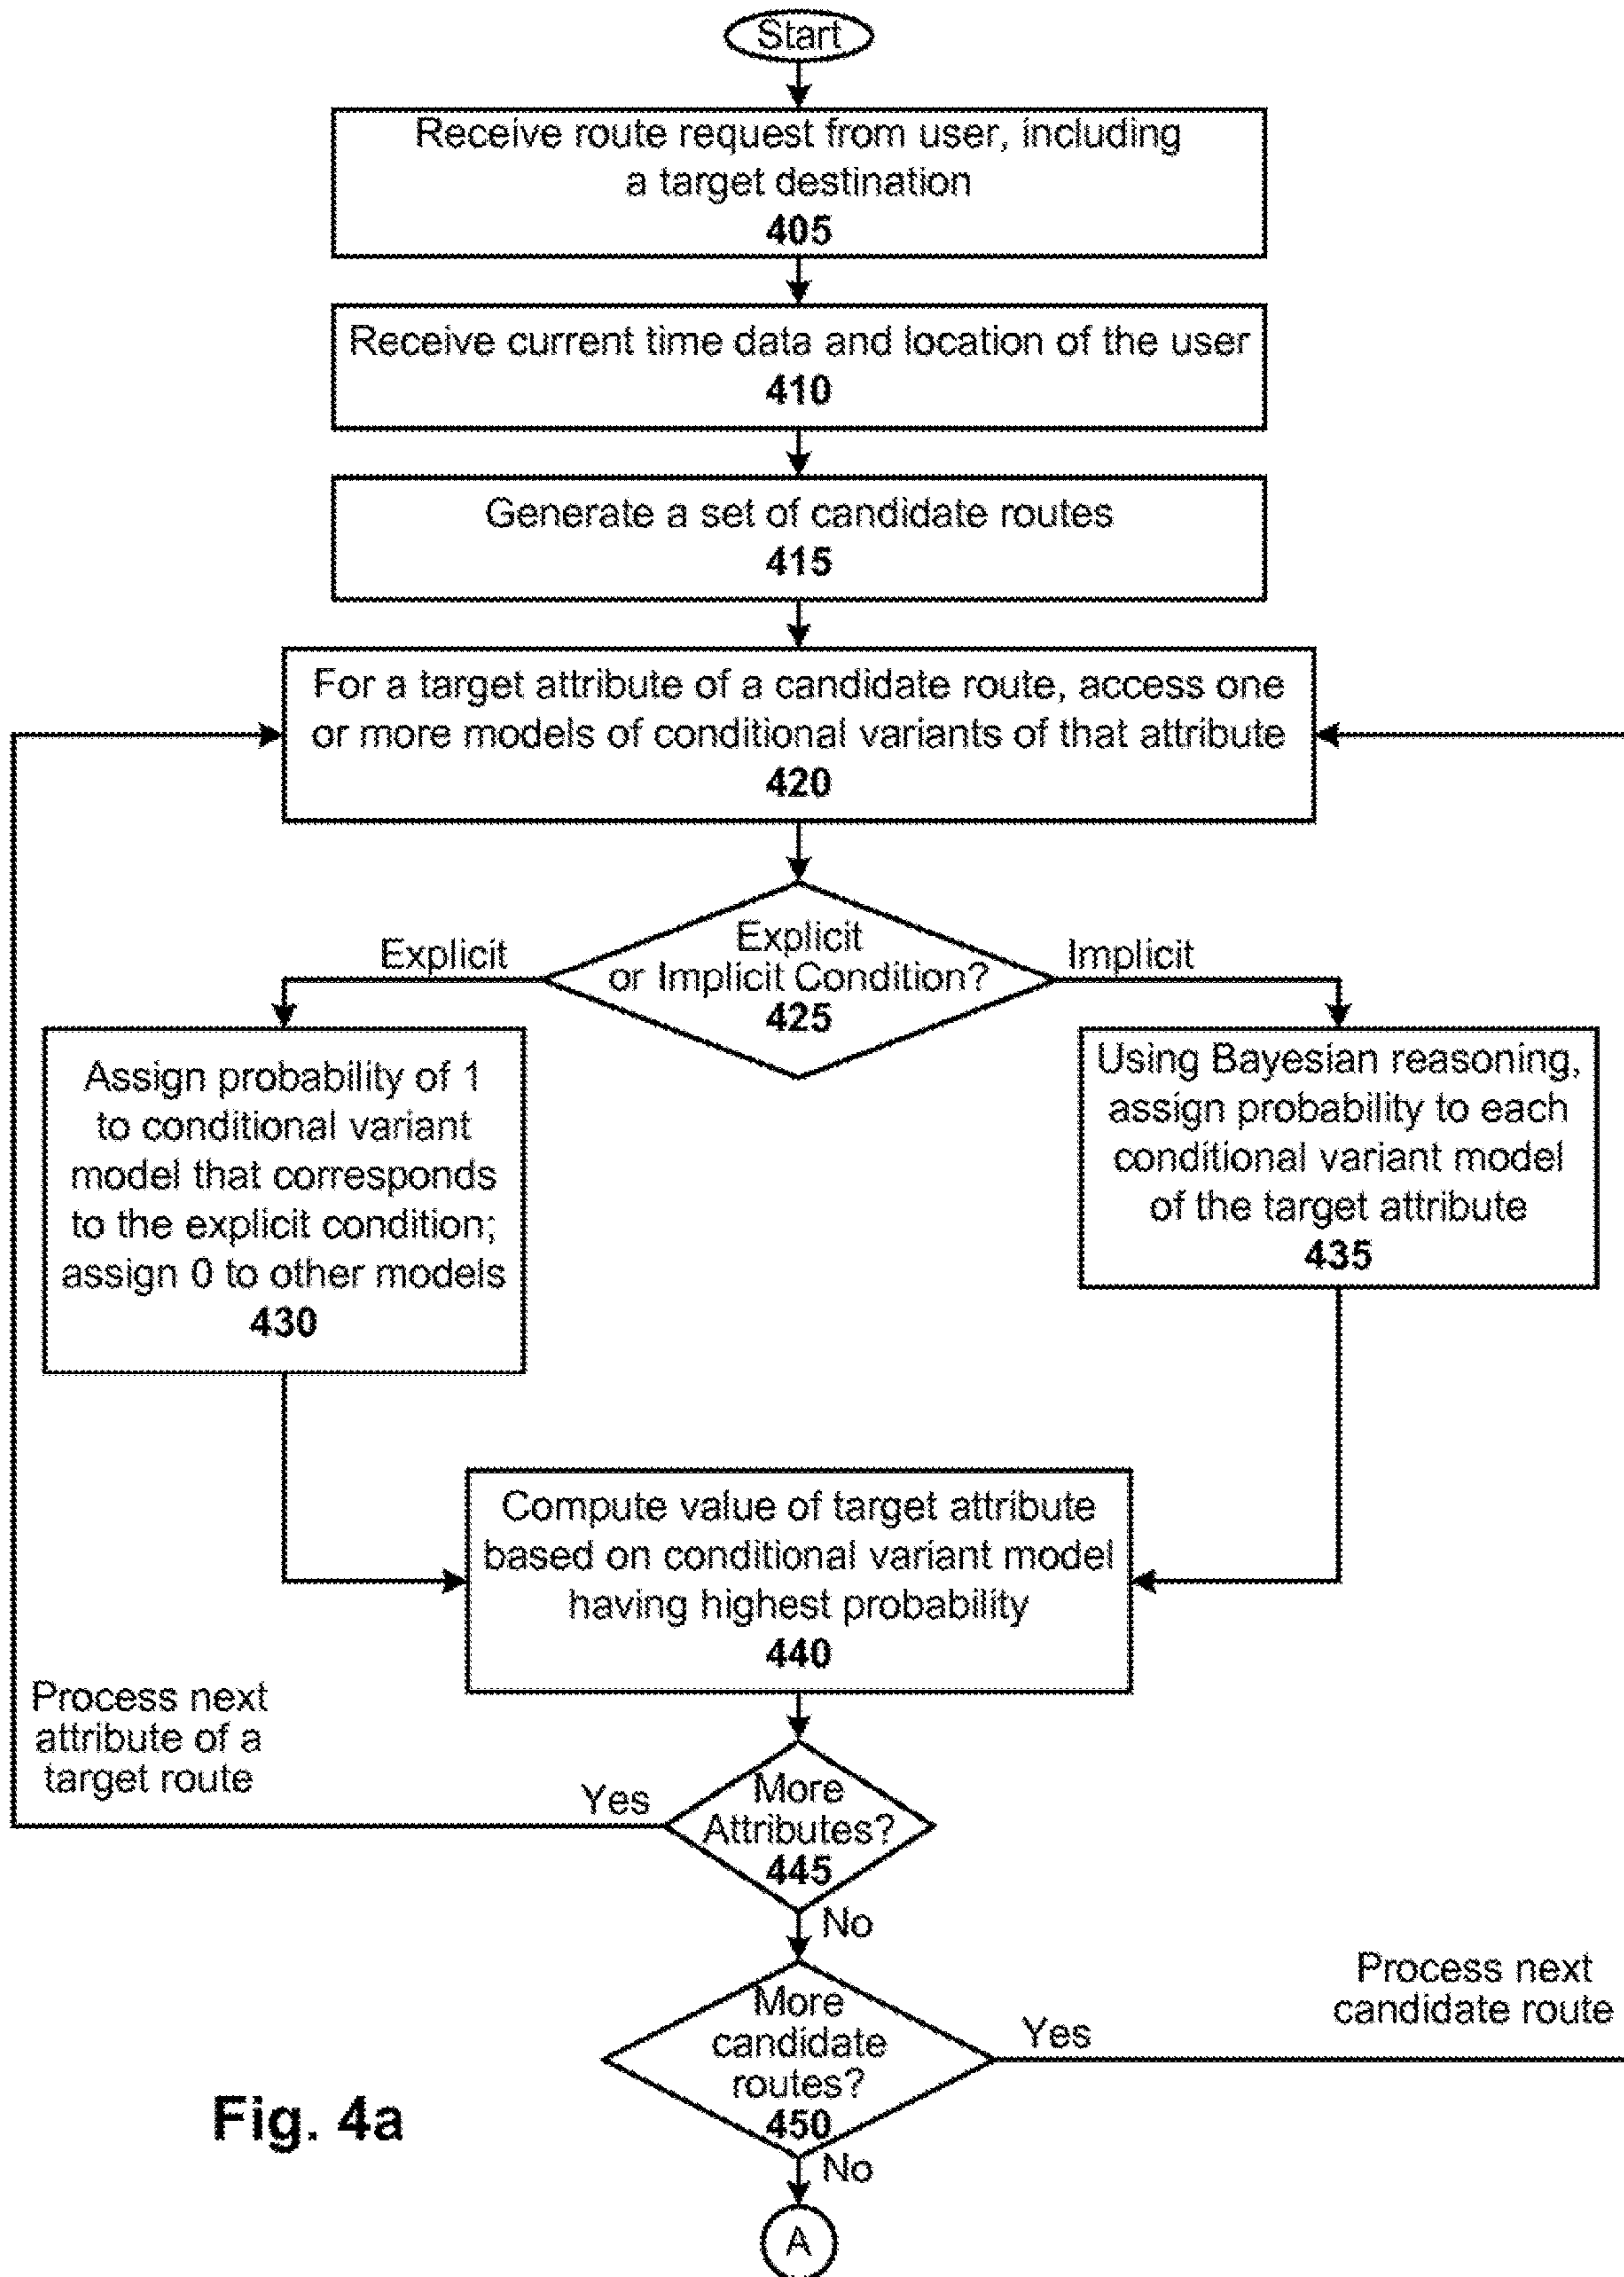 Start
Receive route request from user, including
a target destination
405
Receive current time data and location of the user
410
Generate a set of candidate routes
415
For a target attribute of a candidate route, access one
or more models of conditional variants of that attribute
420
Explicit
or Implicit Condition?
425
Explicit
Implicit
Assign probability of 1
to conditional variant
model that corresponds
to the explicit condition;
assign 0 to other models
430
Using Bayesian reasoning,
assign probability to each
conditional variant model
of the target attribute
435
Compute value of target attribute
based on conditional variant model
having highest probability
440
Process next
attribute of a
target route
Yes
More
Attributes?
445
No
More
candidate
routes?
450
Yes
Process next
candidate route
No
A
Fig. 4a